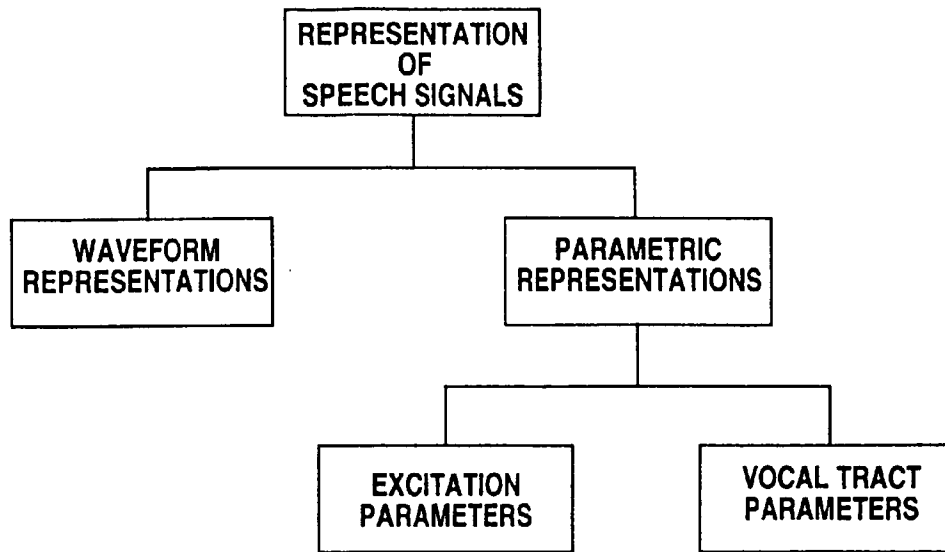 REPRESENTATION
OF
SPEECH SIGNALS
WAVEFORM
REPRESENTATIONS
PARAMETRIC
REPRESENTATIONS
EXCITATION
PARAMETERS
VOCAL TRACT
PARAMETERS